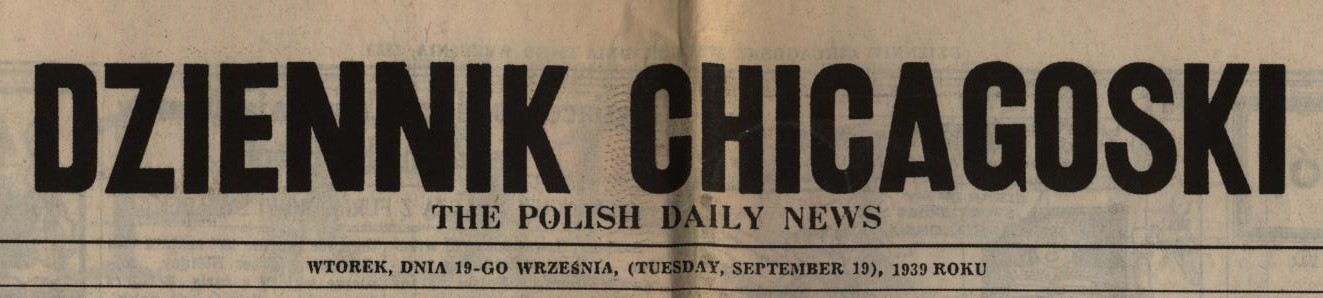 DZIENNIK CHICAGOSKI
THE POLISH DAILY NEWS
WTOREK, DNIA 19-GO WRZEŚNIA, (TUESDAY, SEPTEMBER 19), 1939 ROKU